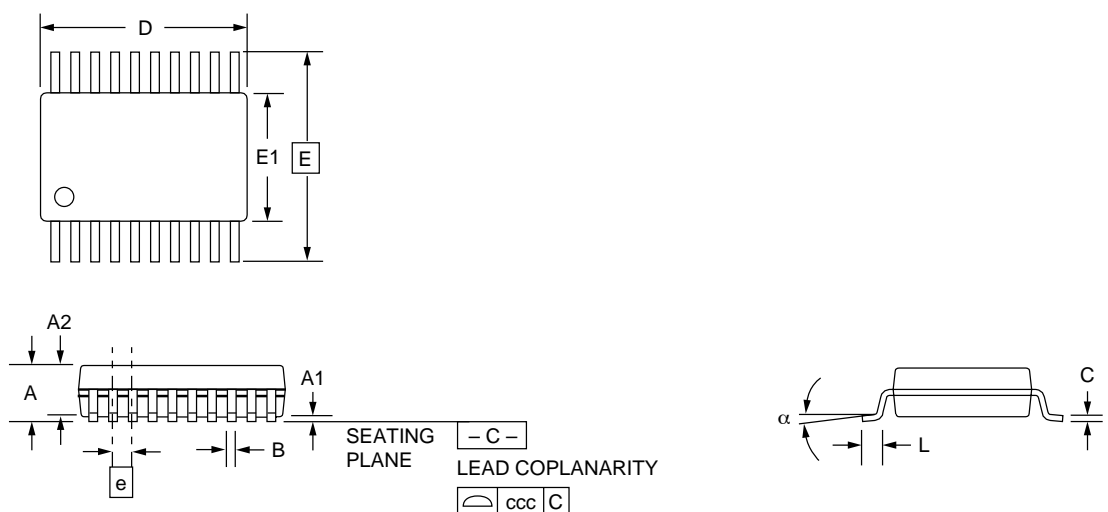 D
E1
E
A2
A
A1
B
e
SEATING
PLANE
– C –
LEAD COPLANARITY
ccc C
α
L
C